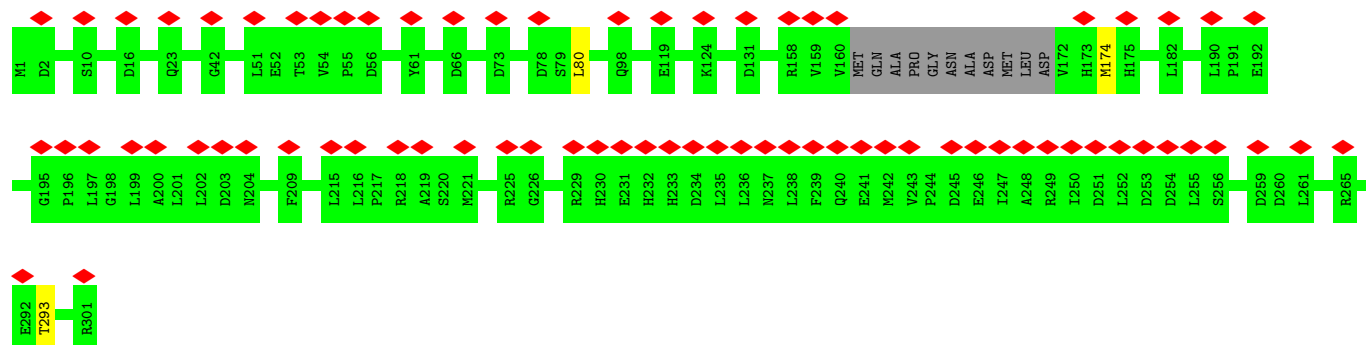 M1 D2 S10 D16 Q23 G42 L51 E52 T53 V54 P55 D56 Y61 D66 D73 D78 S79 L80 Q98 E119 K124 D131 R158 V159 V160 MET GLN ALA PRO GLY ASN ALA ASP MET LEU ASP V172 H173 M174 H175 L182 L190 P191 E192
G195 P196 L197 G198 L199 A200 L201 L202 D203 N204 F209 L215 L216 P217 R218 A219 S220 M221 R225 G226 R229 H230 E231 H232 H233 D234 L235 L236 N237 L238 F239 Q240 E241 M242 V243 P244 D245 E246 I247 A248 R249 I250 D251 L252 D253 D254 L255 S256 D259 D260 L261 R265
E292 T293 R301